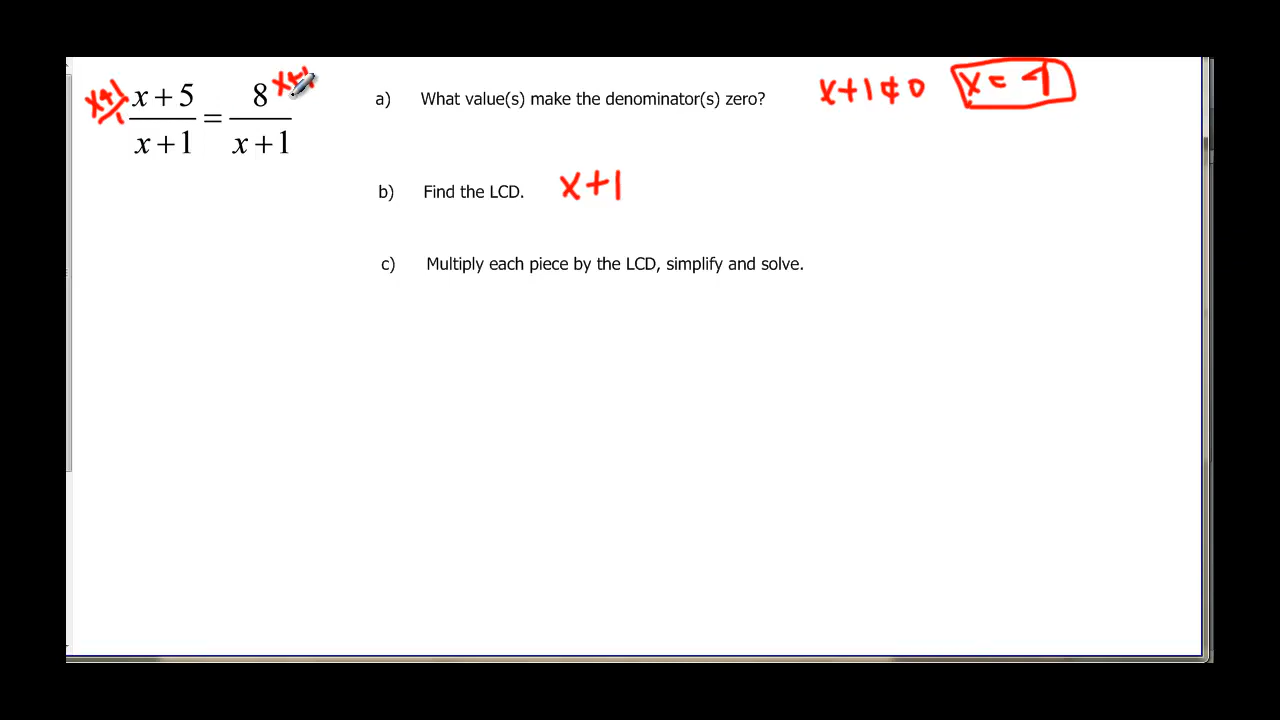 x + 5 / x + 1 = 8 / x + 1
a) What value(s) make the denominator(s) zero? x+1≠0
b) Find the LCD. x+1
c) Multiply each piece by the LCD, simplify and solve.